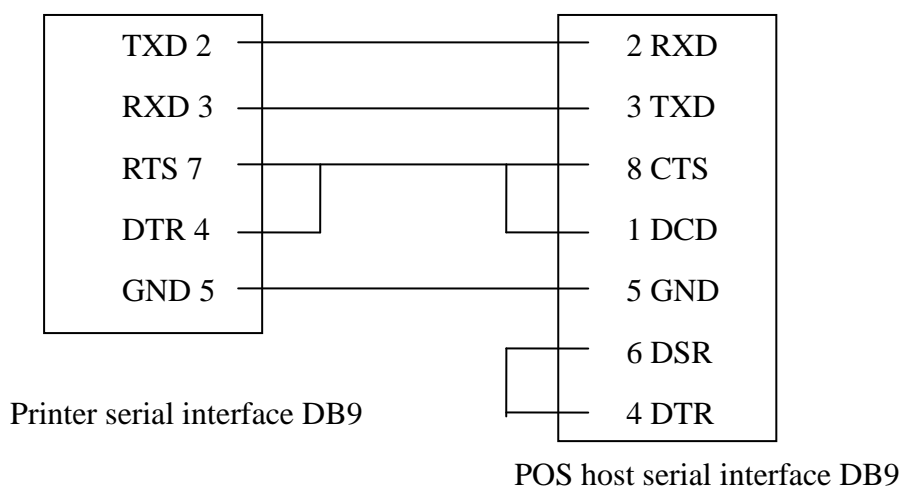 TXD 2
2 RXD
RXD 3
3 TXD
RTS 7
8 CTS
DTR 4
1 DCD
GND 5
5 GND
6 DSR
4 DTR
Printer serial interface DB9
POS host serial interface DB9